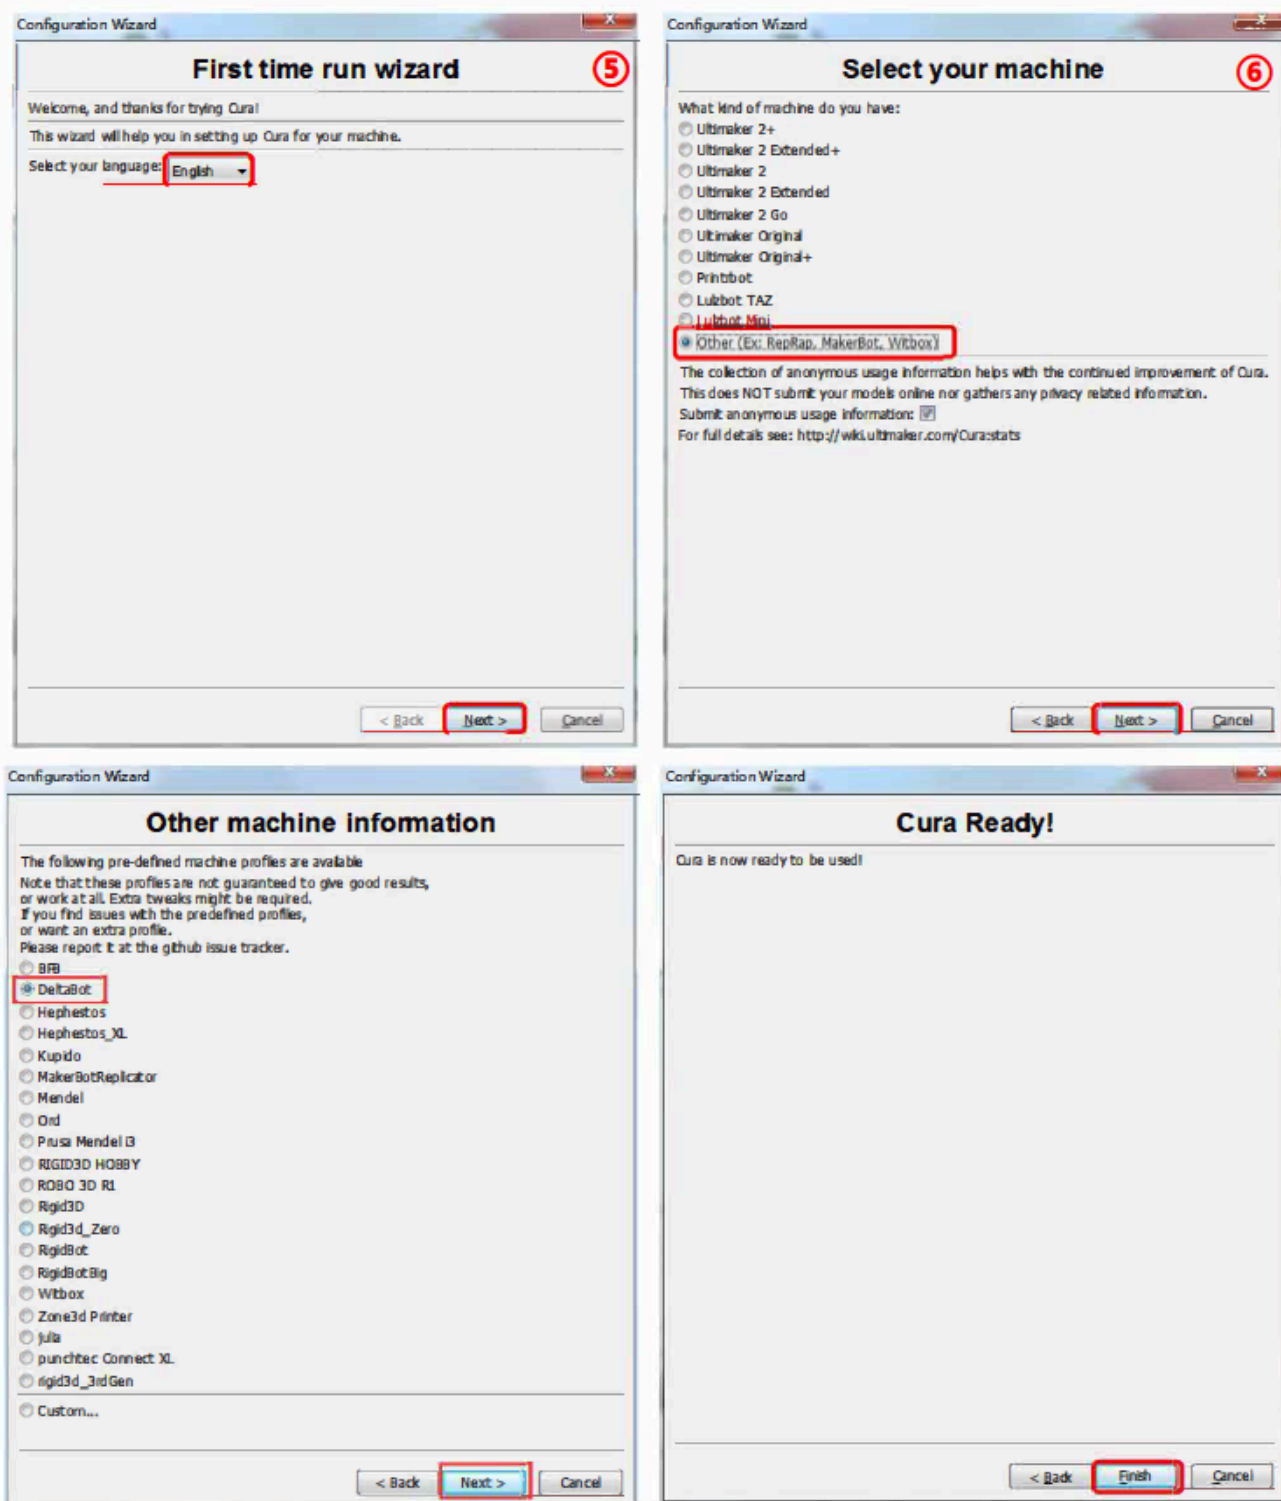 Configuration Wizard
First time run wizard
⑤
Welcome, and thanks for trying Cura!
This wizard will help you in setting up Cura for your machine.
Select your language: English
< Back Next > Cancel
Configuration Wizard
Select your machine
⑥
What kind of machine do you have:
Ultimaker 2+
Ultimaker 2 Extended+
Ultimaker 2
Ultimaker 2 Extended
Ultimaker 2 Go
Ultimaker Original
Ultimaker Original+
Printrbot
Lulzbot TAZ
Lulzbot Mini
Other (Ex: RepRap, MakerBot, Witbox)
The collection of anonymous usage information helps with the continued improvement of Cura.
This does NOT submit your models online nor gathers any privacy related information.
Submit anonymous usage information:
For full details see: http://wiki.ultimaker.com/Cura:stats
< Back Next > Cancel
Configuration Wizard
Other machine information
The following pre-defined machine profiles are available
Note that these profiles are not guaranteed to give good results,
or work at all. Extra tweaks might be required.
If you find issues with the predefined profiles,
or want an extra profile.
Please report it at the github issue tracker.
BFB
DeltaBot
Hephestos
Hephestos_XL
Kupido
MakerBotReplicator
Mendel
Ord
Prusa Mendel i3
RIGID3D HOBBY
ROBO 3D R1
Rigid3D
Rigid3d_Zero
RigidBot
RigidBotBig
Witbox
Zone3d Printer
julia
punchtec Connect XL
rigid3d_3rdGen
Custom...
< Back Next > Cancel
Configuration Wizard
Cura Ready!
Cura is now ready to be used!
< Back Finish Cancel